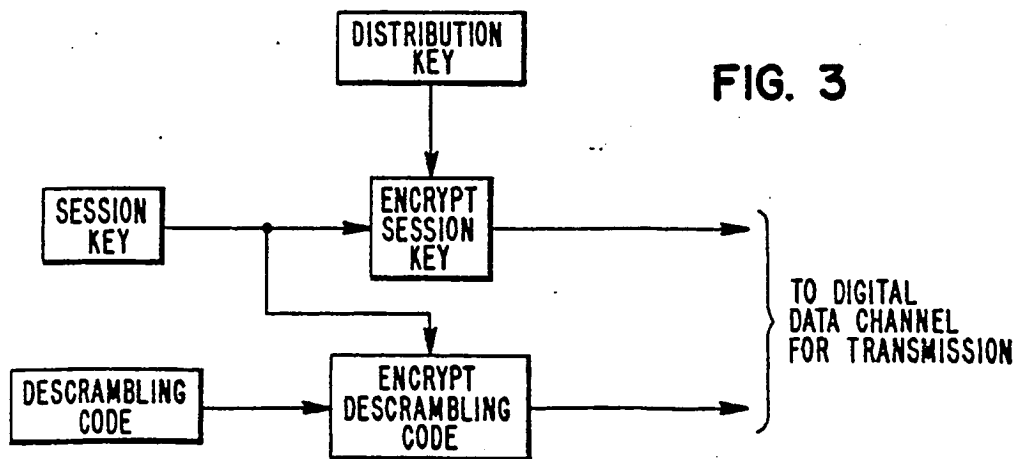 DISTRIBUTION
KEY
FIG. 3
SESSION
KEY
ENCRYPT
SESSION
KEY
TO DIGITAL
DATA CHANNEL
FOR TRANSMISSION
DESCRAMBLING
CODE
ENCRYPT
DESCRAMBLING
CODE